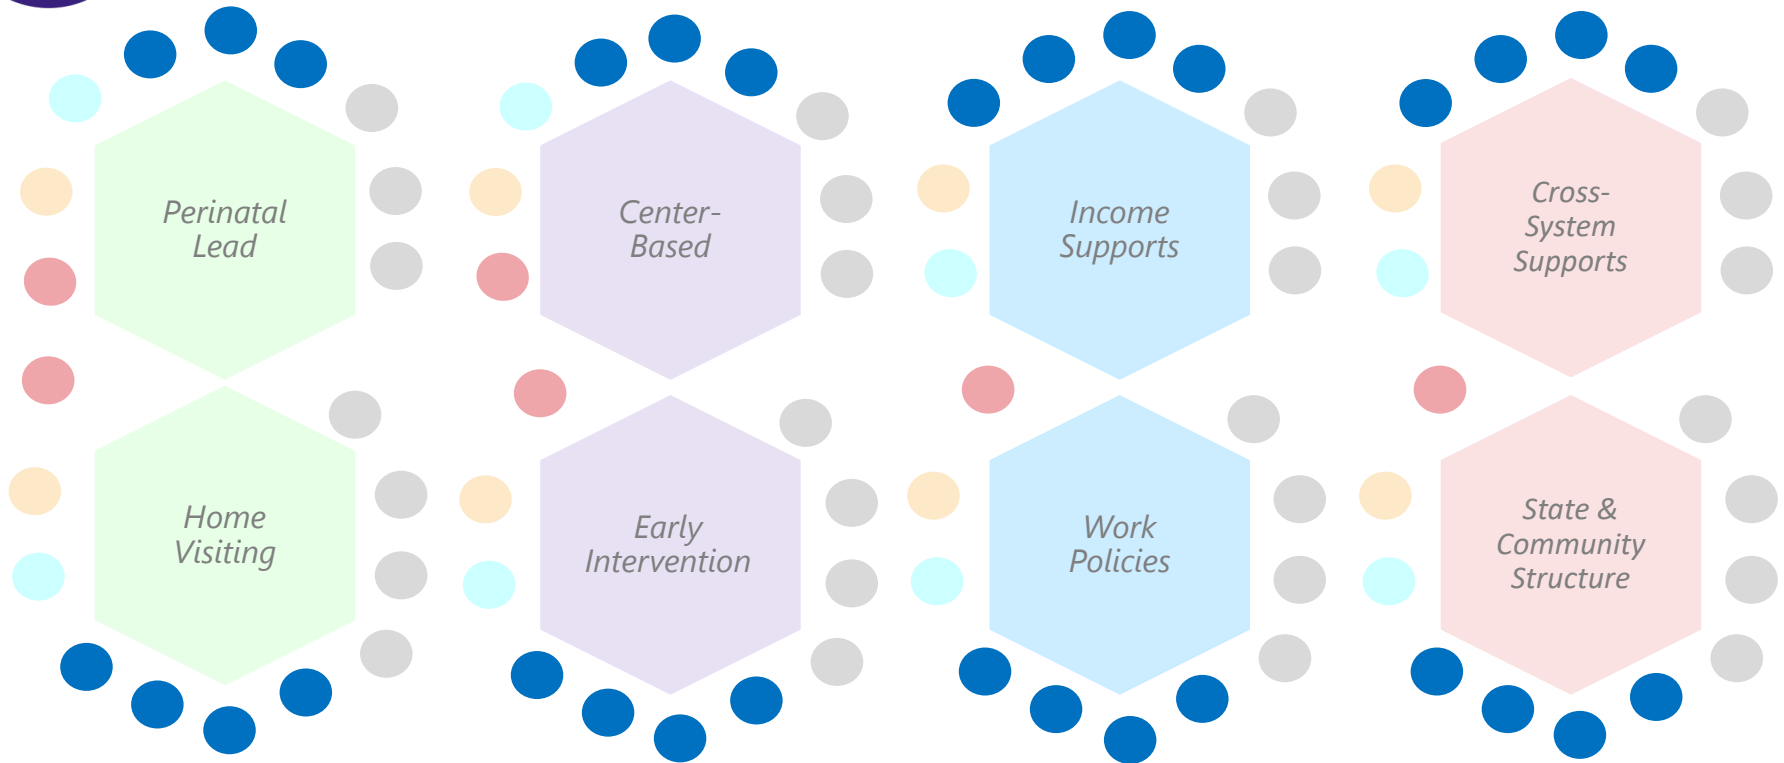 Perinatal
Lead
Center-
Based
Income
Supports
Cross-
System
Supports
Home
Visiting
Early
Intervention
Work
Policies
State &
Community
Structure